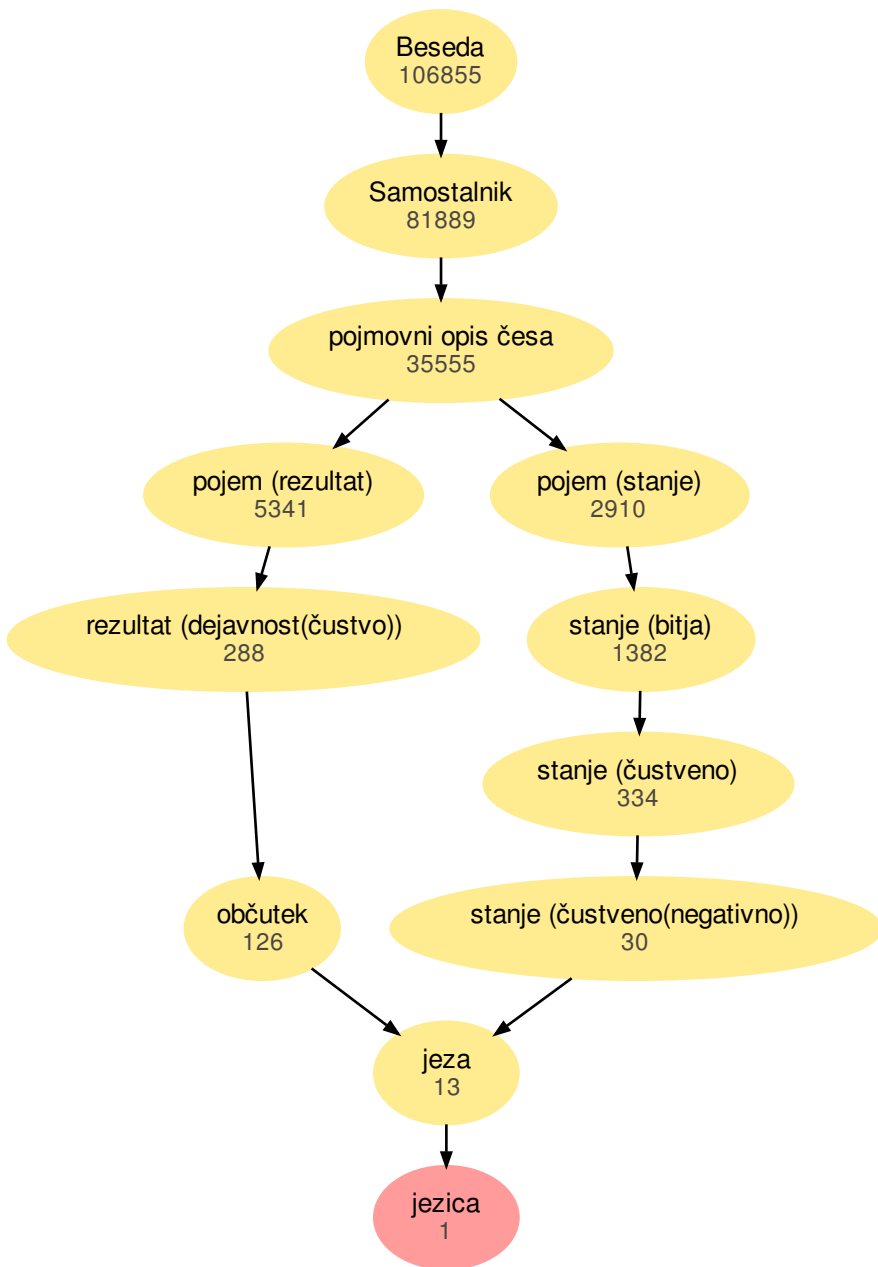 Beseda
106855
Samostalnik
81889
pojmovni opis česa
35555
pojem (rezultat)
5341
pojem (stanje)
2910
rezultat (dejavnost(čustvo))
288
stanje (bitja)
1382
stanje (čustveno)
334
občutek
126
stanje (čustveno(negativno))
30
jeza
13
jezica
1